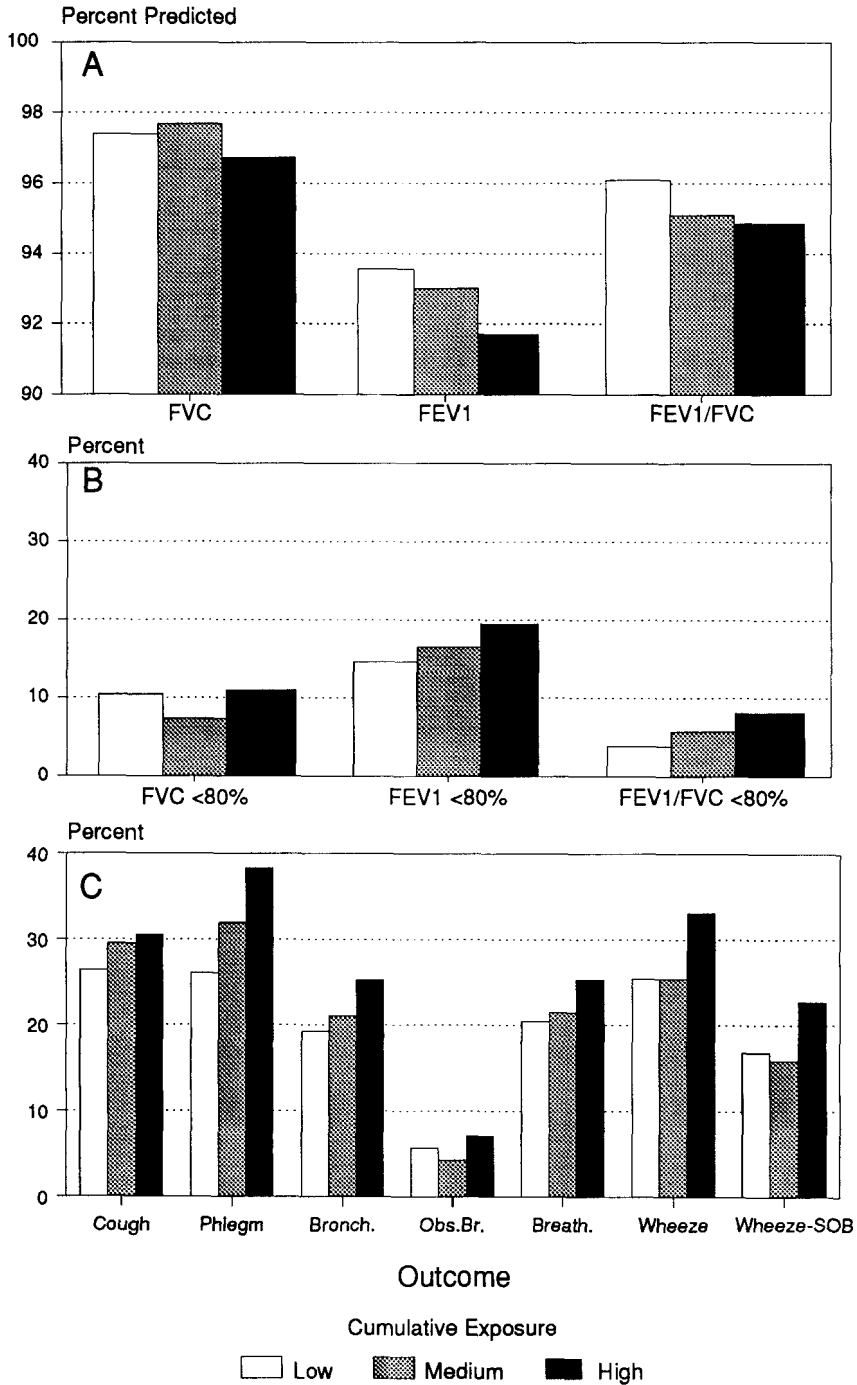 Percent Predicted
100
A
98
96
94
92
90
FVC FEV1 FEV1/FVC
Percent
40
B
30
20
10
0
FVC <80% FEV1 <80% FEV1/FVC <80%
Percent
40
C
30
20
10
0
Cough Phlegm Bronch. Obs.Br. Breath. Wheeze Wheeze-SOB
Outcome
Cumulative Exposure
Low Medium High